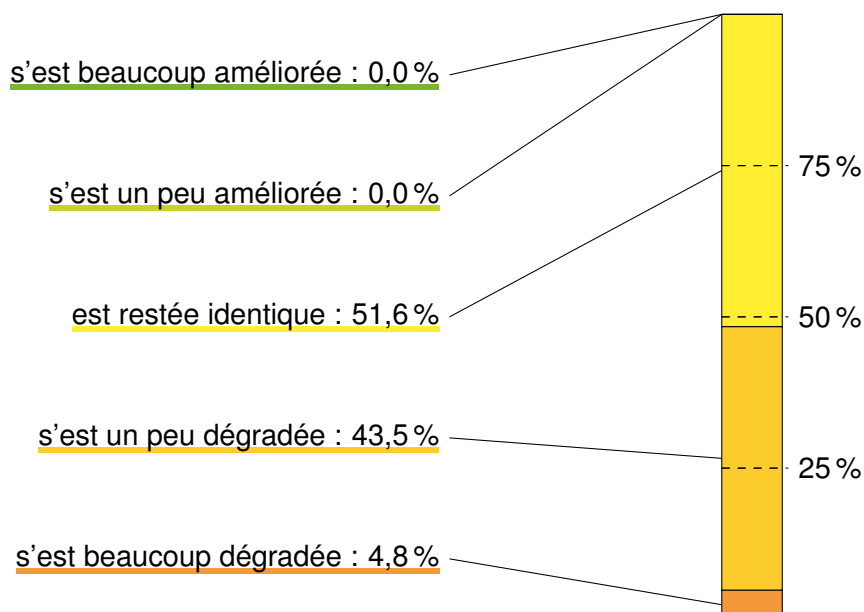 s'est beaucoup améliorée : 0,0 %
s'est un peu améliorée : 0,0 %
75 %
est restée identique : 51,6 %
50 %
s'est un peu dégradée : 43,5 %
25 %
s'est beaucoup dégradée : 4,8 %